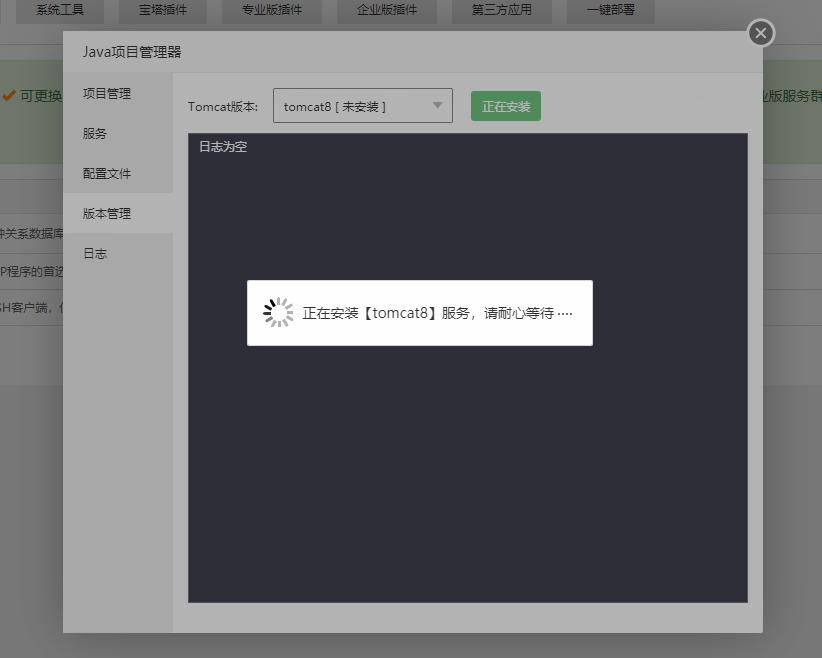 系统工具 宝塔插件 专业版插件 企业版插件 第三方应用 一键部署
Java项目管理器
项目管理
可更换
Tomcat版本: tomcat8 [ 未安装 ] 正在安装
业版服务群
服务
日志为空
配置文件
版本管理
种关系数据库
日志
P程序的首选
SH客户端，
正在安装【tomcat8】服务，请耐心等待 ····